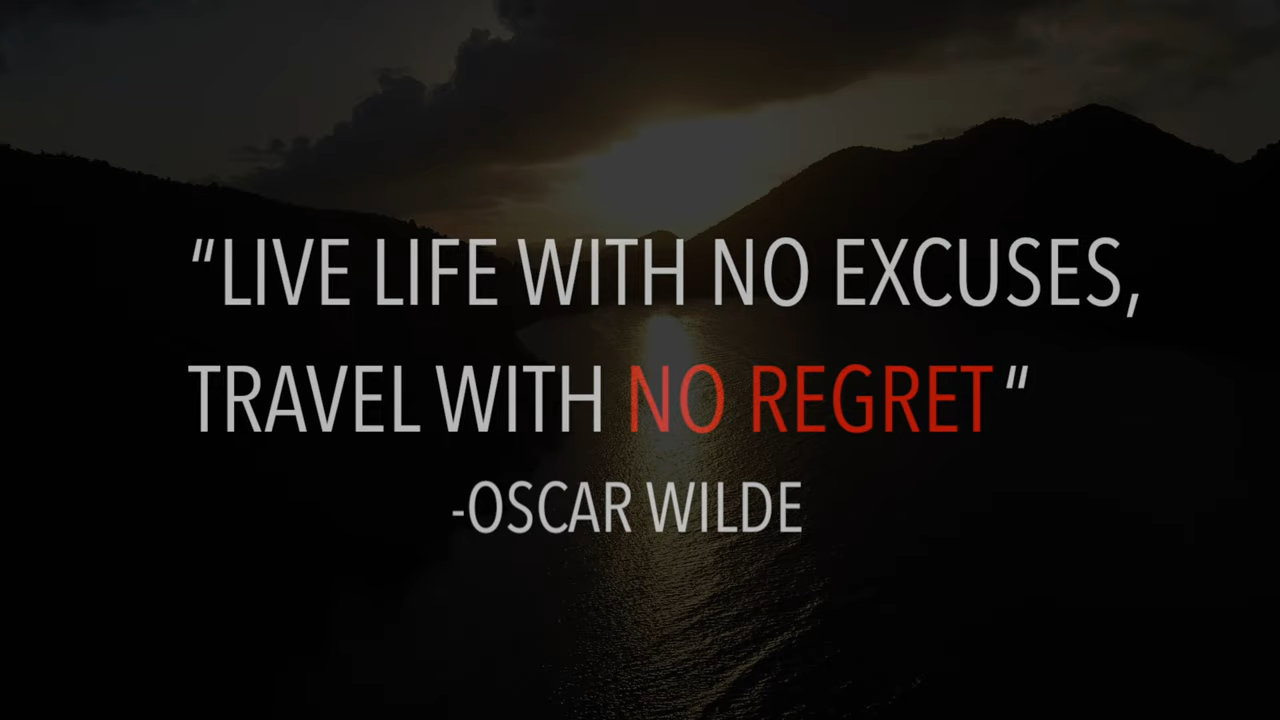 “LIVE LIFE WITH NO EXCUSES,
TRAVEL WITH NO REGRET“
-OSCAR WILDE